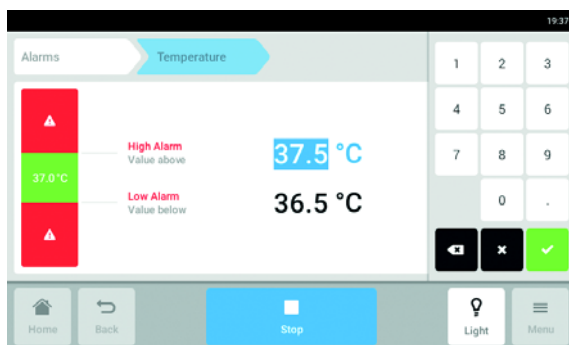 19:37
Alarms
Temperature
High Alarm
Value above
37.5 °C
37.0°C
Low Alarm
Value below
36.5 °C
1 2 3
4 5 6
7 8 9
0 .
Home
Back
Stop
Light
Menu